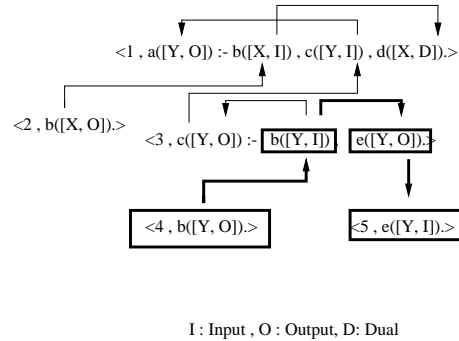 <1 , a([Y, O]) :- b([X, I]) , c([Y, I]) , d([X, D]).>
<2 , b([X, O]).>
<3 , c([Y, O]) :- b([Y, I]) , e([Y, O]).>
<4 , b([Y, O]).>
<5 , e([Y, I]).>
I : Input , O : Output, D: Dual